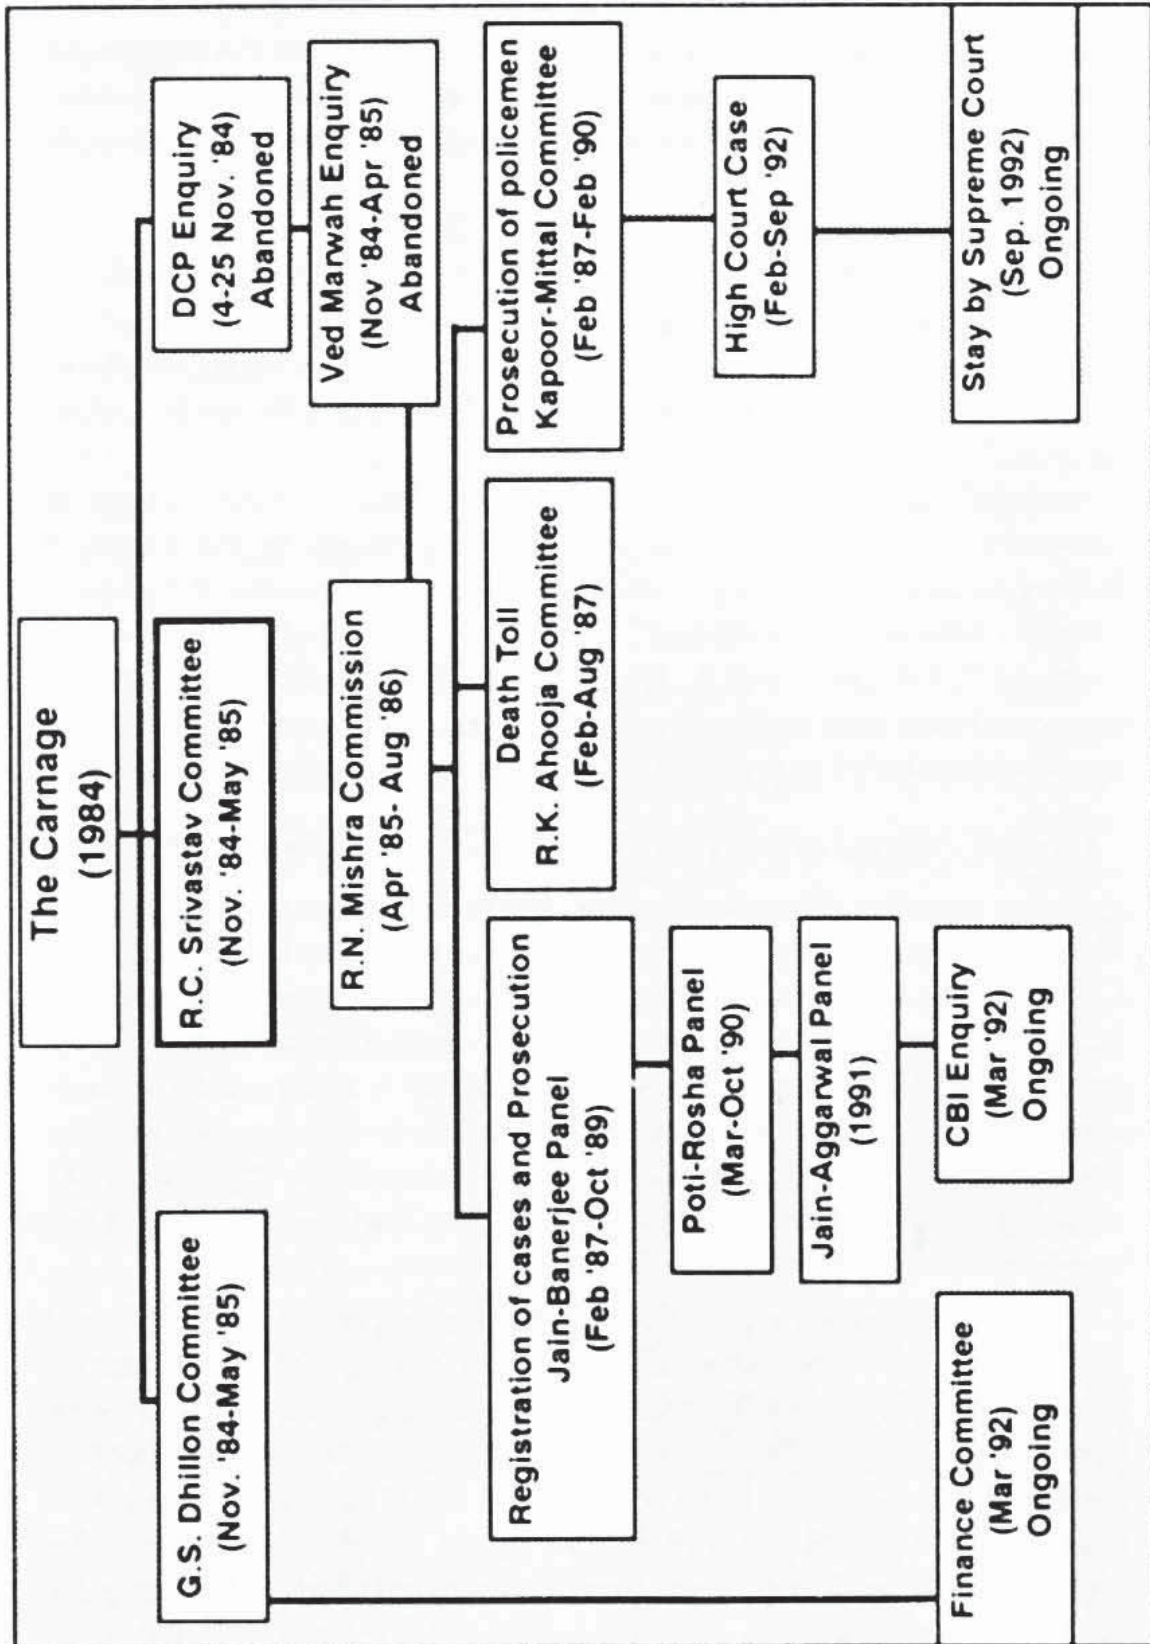 The Carnage
(1984)
G.S. Dhillon Committee
(Nov. '84-May '85)
R.C. Srivastav Committee
(Nov. '84-May '85)
DCP Enquiry
(4-25 Nov. '84)
Abandoned
Ved Marwah Enquiry
(Nov '84-Apr '85)
Abandoned
R.N. Mishra Commission
(Apr '85- Aug '86)
Registration of cases and Prosecution
Jain-Banerjee Panel
(Feb '87-Oct '89)
Death Toll
R.K. Ahooja Committee
(Feb-Aug '87)
Prosecution of policemen
Kapoor-Mittal Committee
(Feb '87-Feb '90)
Poti-Rosha Panel
(Mar-Oct '90)
High Court Case
(Feb-Sep '92)
Jain-Aggarwal Panel
(1991)
Finance Committee
(Mar '92)
Ongoing
CBI Enquiry
(Mar '92)
Ongoing
Stay by Supreme Court
(Sep. 1992)
Ongoing